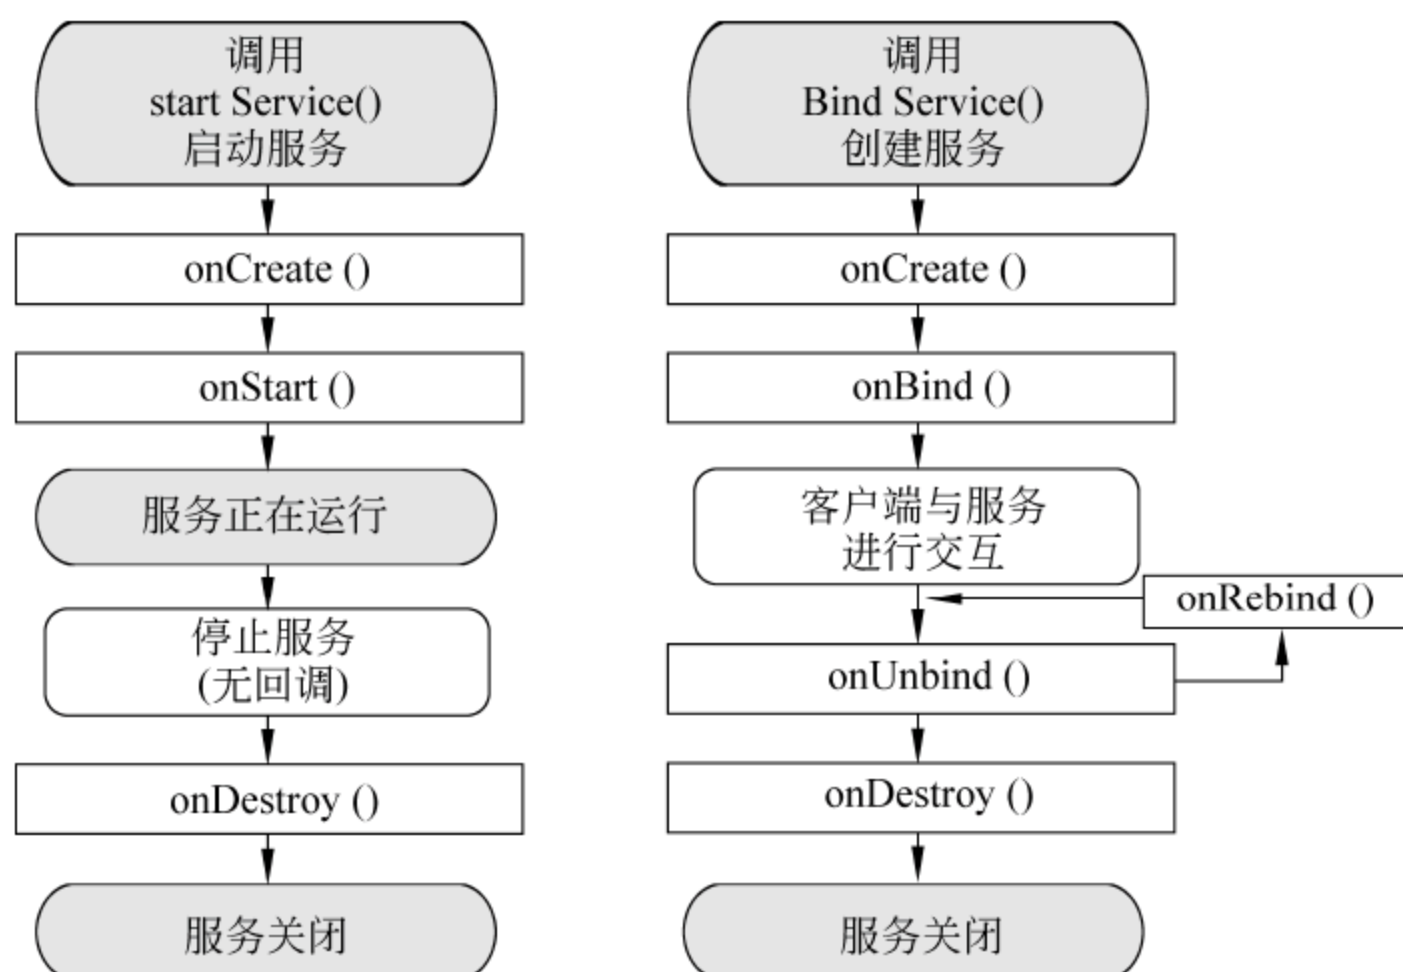 调用
start Service()
启动服务
onCreate ()
onStart ()
服务正在运行
停止服务
(无回调)
onDestroy ()
服务关闭
调用
Bind Service()
创建服务
onCreate ()
onBind ()
客户端与服务
进行交互
onRebind ()
onUnbind ()
onDestroy ()
服务关闭